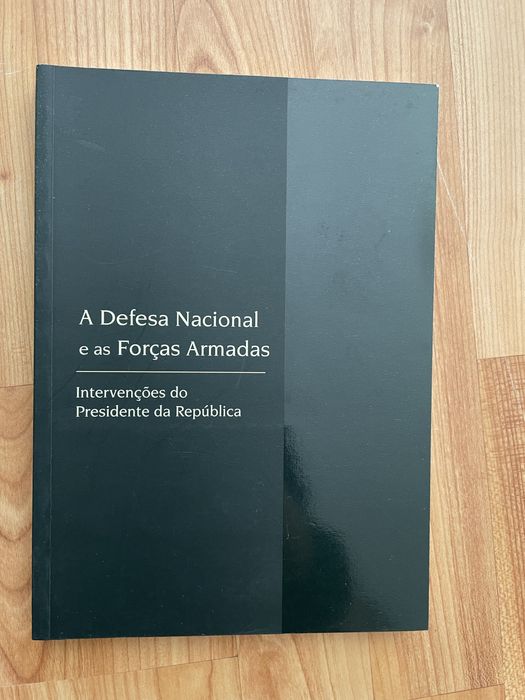 A Defesa Nacional
e as Forças Armadas
Intervenções do
Presidente da República